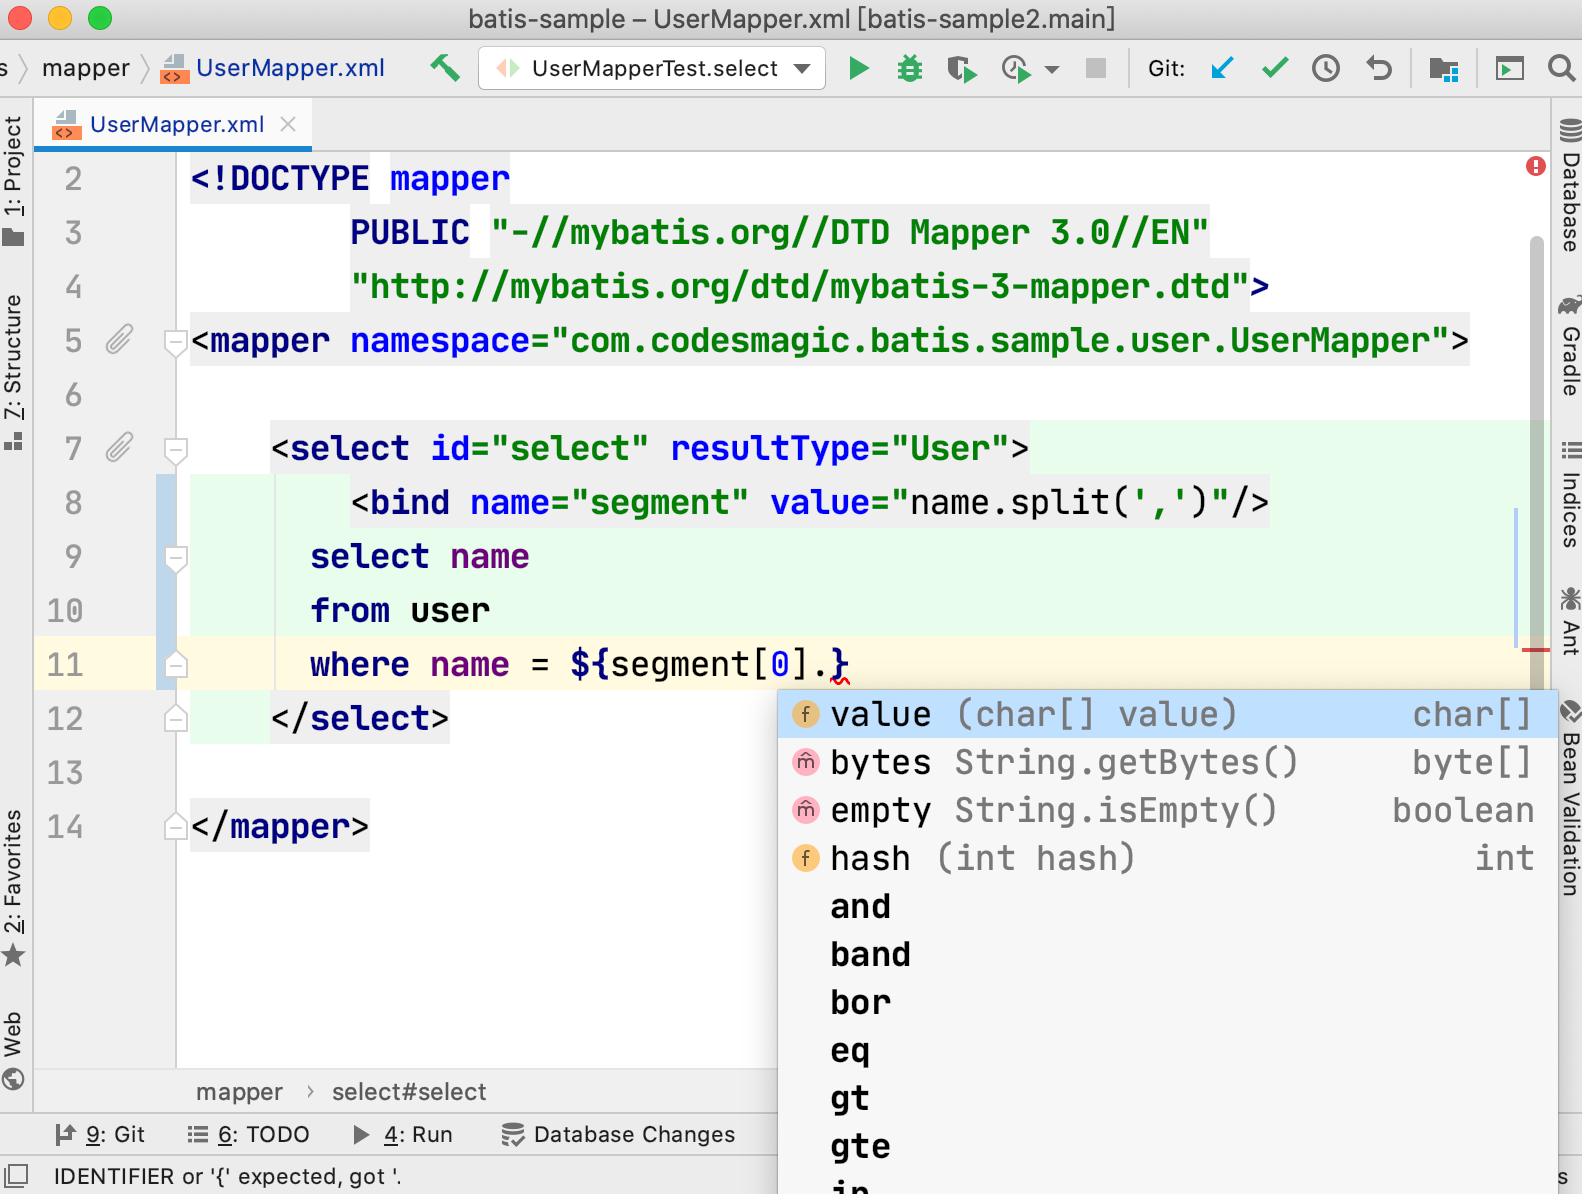 batis-sample – UserMapper.xml [batis-sample2.main]
s mapper UserMapper.xml UserMapperTest.select Git:
UserMapper.xml
1: Project
7: Structure
2: Favorites
Web
2 <!DOCTYPE mapper
3 PUBLIC "-//mybatis.org//DTD Mapper 3.0//EN"
4 "http://mybatis.org/dtd/mybatis-3-mapper.dtd">
5 <mapper namespace="com.codesmagic.batis.sample.user.UserMapper">
6
7 <select id="select" resultType="User">
8 <bind name="segment" value="name.split(',')"/>
9 select name
10 from user
11 where name = ${segment[0].}
12 </select>
13
14 </mapper>
value (char[] value) char[]
bytes String.getBytes() byte[]
empty String.isEmpty() boolean
hash (int hash) int
and
band
bor
eq
gt
gte
in
Database
Gradle
Indices
Ant
Bean Validation
mapper › select#select
9: Git 6: TODO 4: Run Database Changes
IDENTIFIER or '{' expected, got '.
s